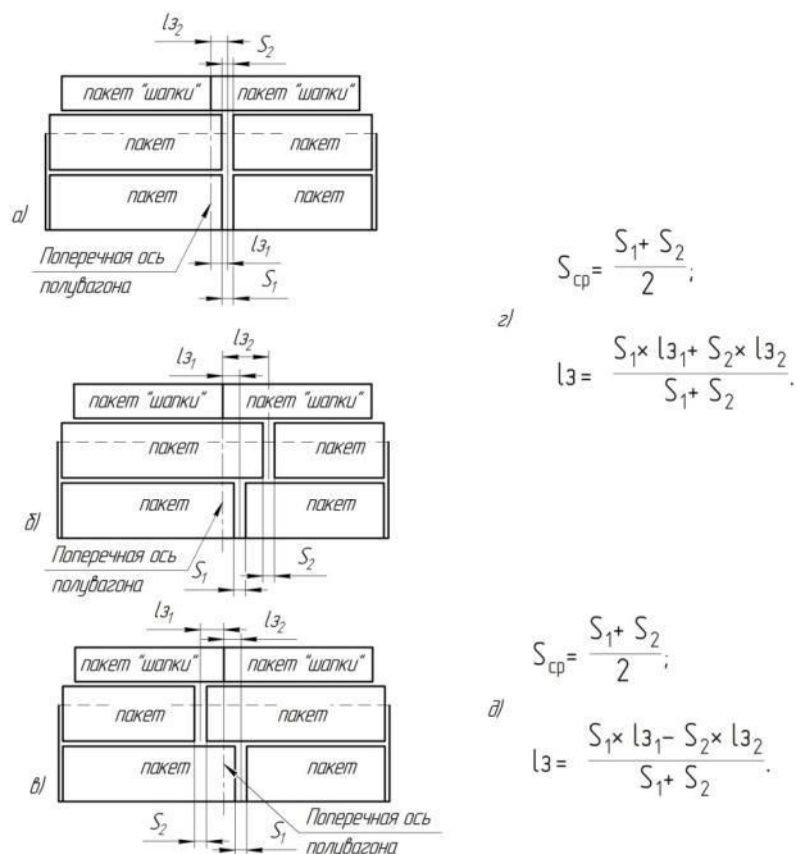 lз₂
S₂
пакет "шапки" пакет "шапки"
пакет пакет
пакет пакет
а)
Поперечная ось
полувагона
lз₁
S₁
lз₂
lз₁
пакет "шапки" пакет "шапки"
пакет пакет
пакет пакет
б)
Поперечная ось
полувагона
S₁
S₂
lз₁
lз₂
пакет "шапки" пакет "шапки"
пакет пакет
пакет пакет
в)
S₂
S₁
Поперечная ось
полувагона
г)
Sср= (S₁+ S₂) / 2 ;
lз= (S₁× lз₁+ S₂× lз₂) / (S₁+ S₂) .
д)
Sср= (S₁+ S₂) / 2 ;
lз= (S₁× lз₁− S₂× lз₂) / (S₁+ S₂) .